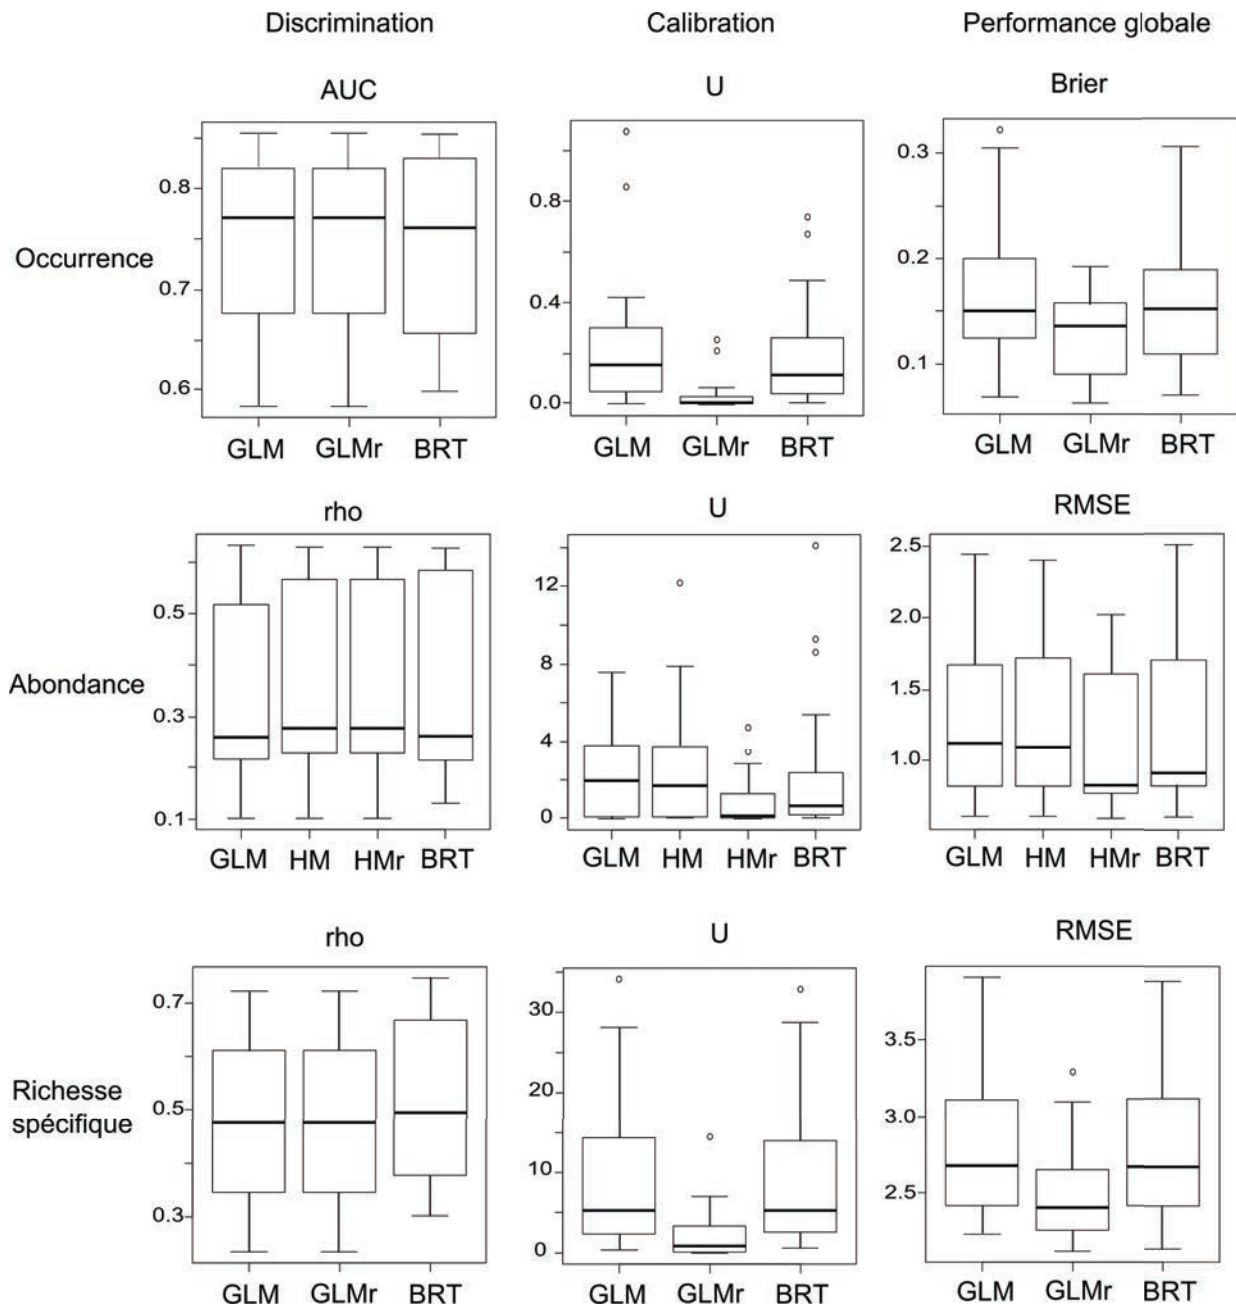 Discrimination Calibration Performance globale
AUC U Brier
Occurrence
0.8
0.7
0.6
0.8
0.4
0.0
0.3
0.2
0.1
GLM GLMr BRT GLM GLMr BRT GLM GLMr BRT
rho U RMSE
Abondance
0.5
0.3
0.1
12
8
4
0
2.5
2.0
1.5
1.0
GLM HM HMr BRT GLM HM HMr BRT GLM HM HMr BRT
rho U RMSE
Richesse
spécifique
0.7
0.5
0.3
30
20
10
0
3.5
3.0
2.5
GLM GLMr BRT GLM GLMr BRT GLM GLMr BRT